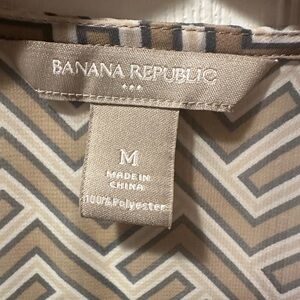 BANANA REPUBLIC
M
MADE IN
CHINA
100% Polyester